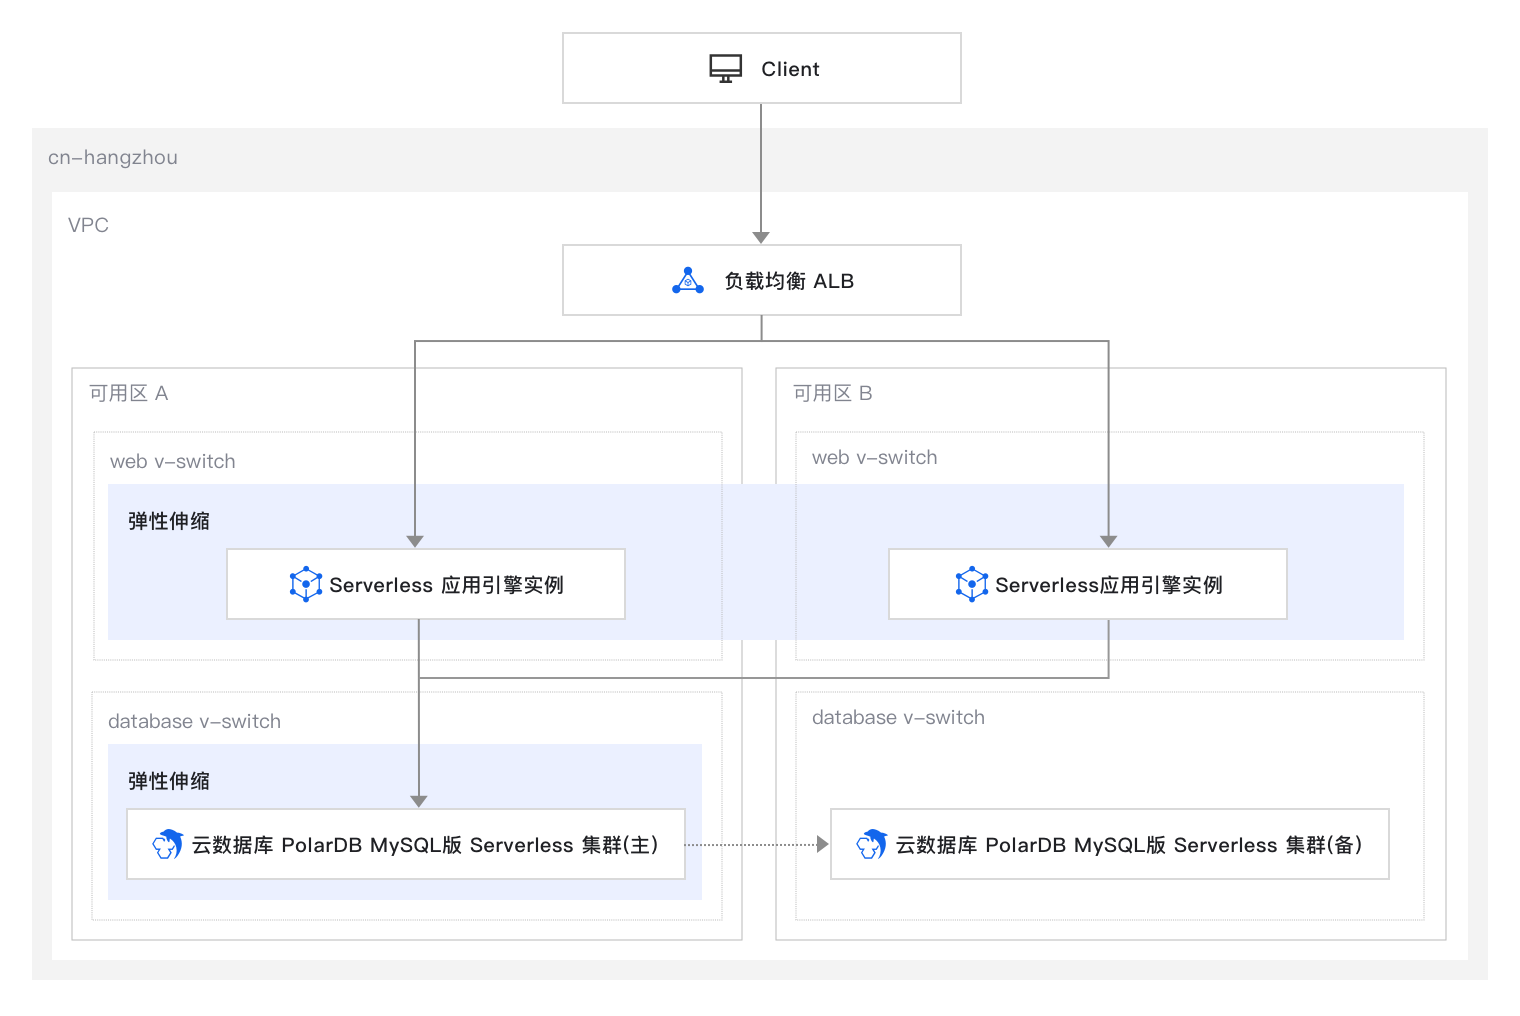 Client
cn-hangzhou
VPC
负载均衡 ALB
可用区 A
可用区 B
web v-switch
web v-switch
弹性伸缩
Serverless 应用引擎实例
Serverless应用引擎实例
database v-switch
database v-switch
弹性伸缩
云数据库 PolarDB MySQL版 Serverless 集群(主)
云数据库 PolarDB MySQL版 Serverless 集群(备)